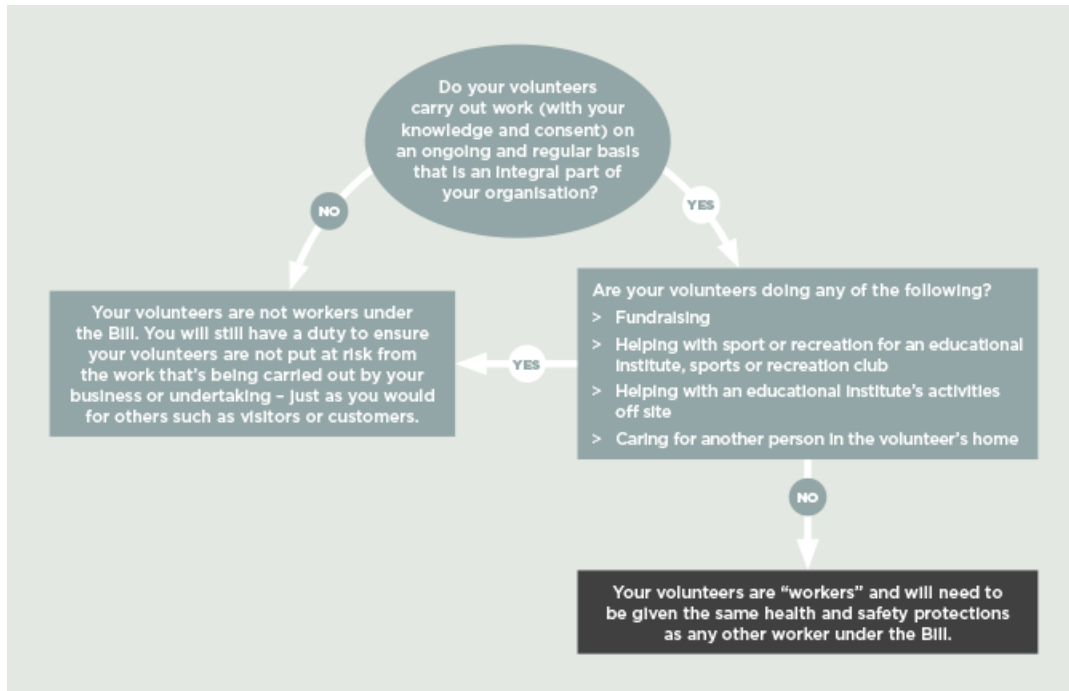 Do your volunteers
carry out work (with your
knowledge and consent) on
an ongoing and regular basis
that is an integral part of
your organisation?
NO
YES
Your volunteers are not workers under
the Bill. You will still have a duty to ensure
your volunteers are not put at risk from
the work that's being carried out by your
business or undertaking – just as you would
for others such as visitors or customers.
YES
Are your volunteers doing any of the following?
> Fundraising
> Helping with sport or recreation for an educational
institute, sports or recreation club
> Helping with an educational institute's activities
off site
> Caring for another person in the volunteer's home
NO
Your volunteers are “workers” and will need to
be given the same health and safety protections
as any other worker under the Bill.